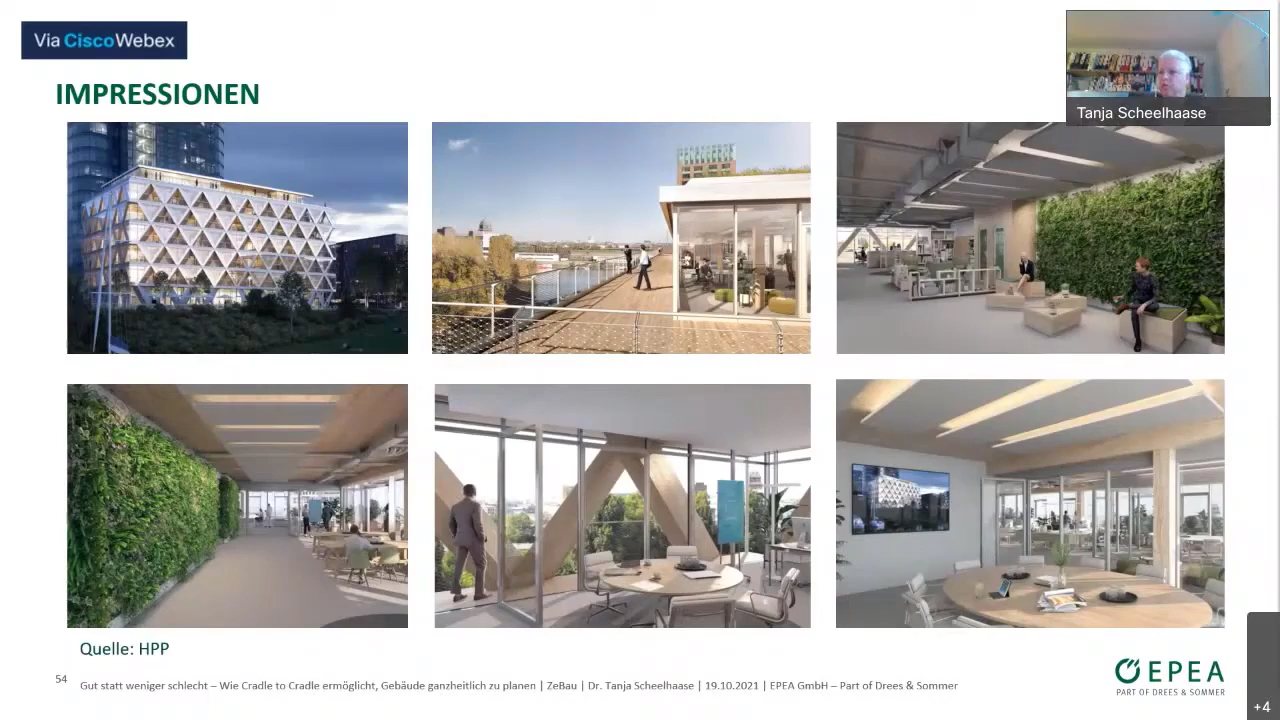 Via Cisco Webex
Tanja Scheelhaase
IMPRESSIONEN
Quelle: HPP
54
Gut statt weniger schlecht – Wie Cradle to Cradle ermöglicht, Gebäude ganzheitlich zu planen | ZeBau | Dr. Tanja Scheelhaase | 19.10.2021 | EPEA GmbH – Part of Drees & Sommer
EPEA
PART OF DREES & SOMMER
+4